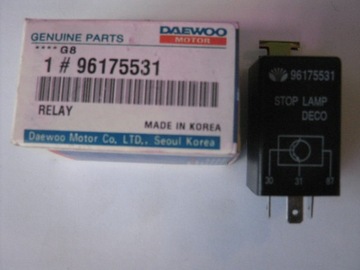 GENUINE PARTS
DAEWOO
MOTOR
****G8
1 # 96175531
RELAY
MADE IN KOREA
Daewoo Motor Co, LTD,. Seoul Korea
96175531
STOP LAMP
DECO
30 31 87